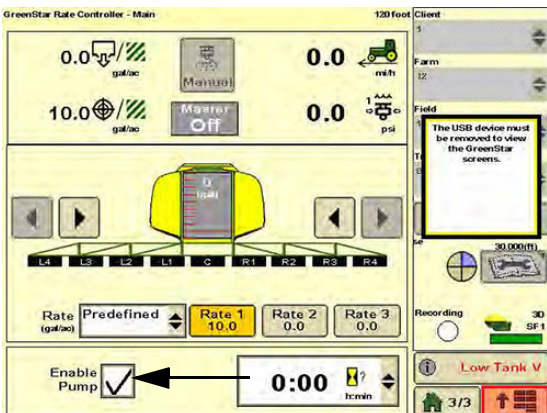 GreenStar Rate Controller - Main
120 foot
Client
1
0.0
gal/ac
Manual
0.0
mi/h
Farm
12
10.0
gal/ac
Master
Off
0.0
1
psi
Field
The USB device must
be removed to view
the GreenStar
screens.
0
(gal)
30.000(ft)
L4 L3 L2 L1 C R1 R2 R3 R4
Rate
(gal/ac)
Predefined
Rate 1
10.0
Rate 2
0.0
Rate 3
0.0
Recording
3D
SF1
Enable
Pump
0:00
?
h:min
Low Tank V
3/3